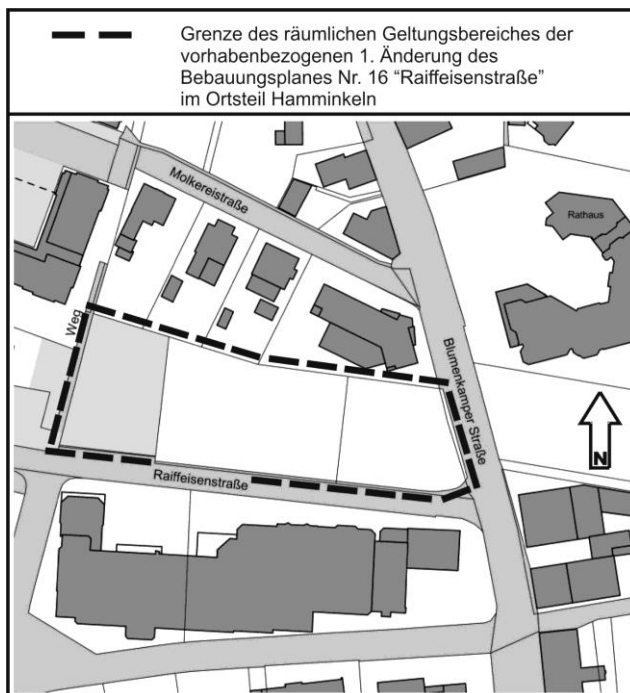 Grenze des räumlichen Geltungsbereiches der
vorhabenbezogenen 1. Änderung des
Bebauungsplanes Nr. 16 “Raiffeisenstraße”
im Ortsteil Hamminkeln
Molkereistraße
Rathaus
Weg
Blumenkamper Straße
N
Raiffeisenstraße